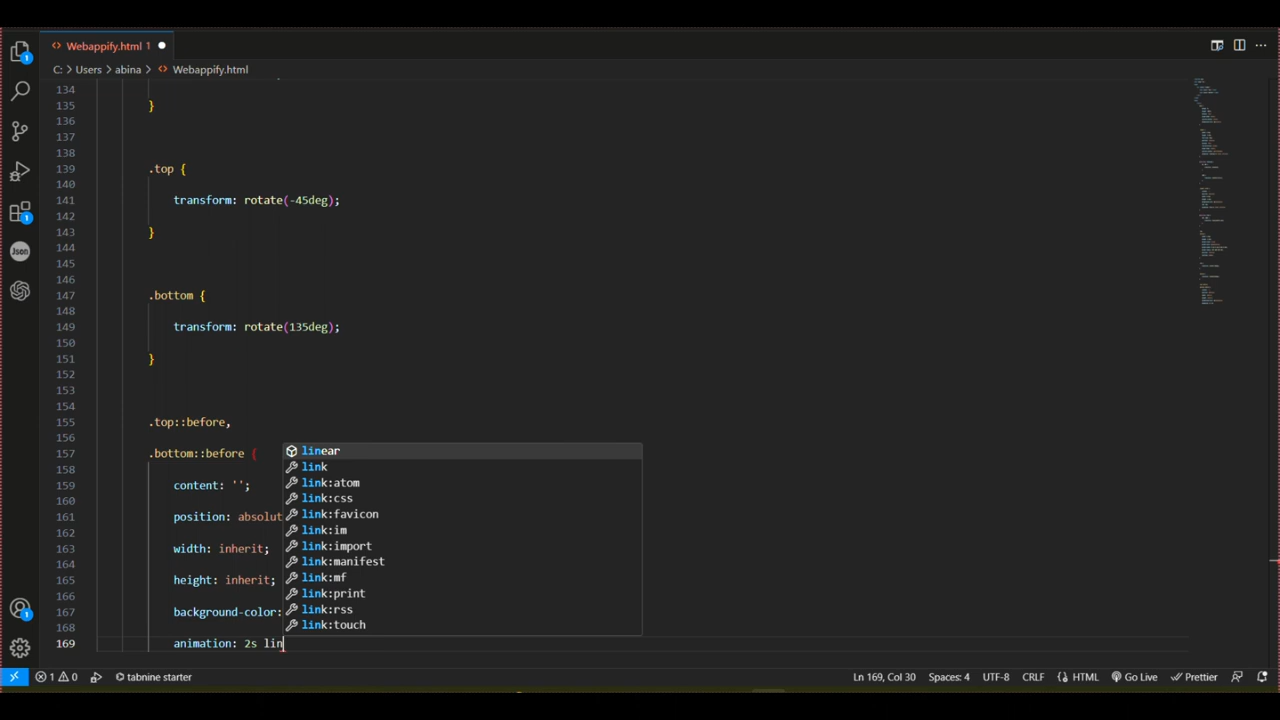 Webappify.html 1
C: > Users > abina > Webappify.html
134
135 }
136
137
138
139 .top {
140
141 transform: rotate(-45deg);
142
143 }
144
145
146
147 .bottom {
148
149 transform: rotate(135deg);
150
151 }
152
153
154
155 .top::before,
156
157 .bottom::before {
158
159 content: '';
160
161 position: absolut
162
163 width: inherit;
164
165 height: inherit;
166
167 background-color:
168
169 animation: 2s lin
linear
link
link:atom
link:css
link:favicon
link:im
link:import
link:manifest
link:mf
link:print
link:rss
link:touch
1
1
Json
1
1 0
tabnine starter
Ln 169, Col 30
Spaces: 4
UTF-8
CRLF
HTML
Go Live
Prettier